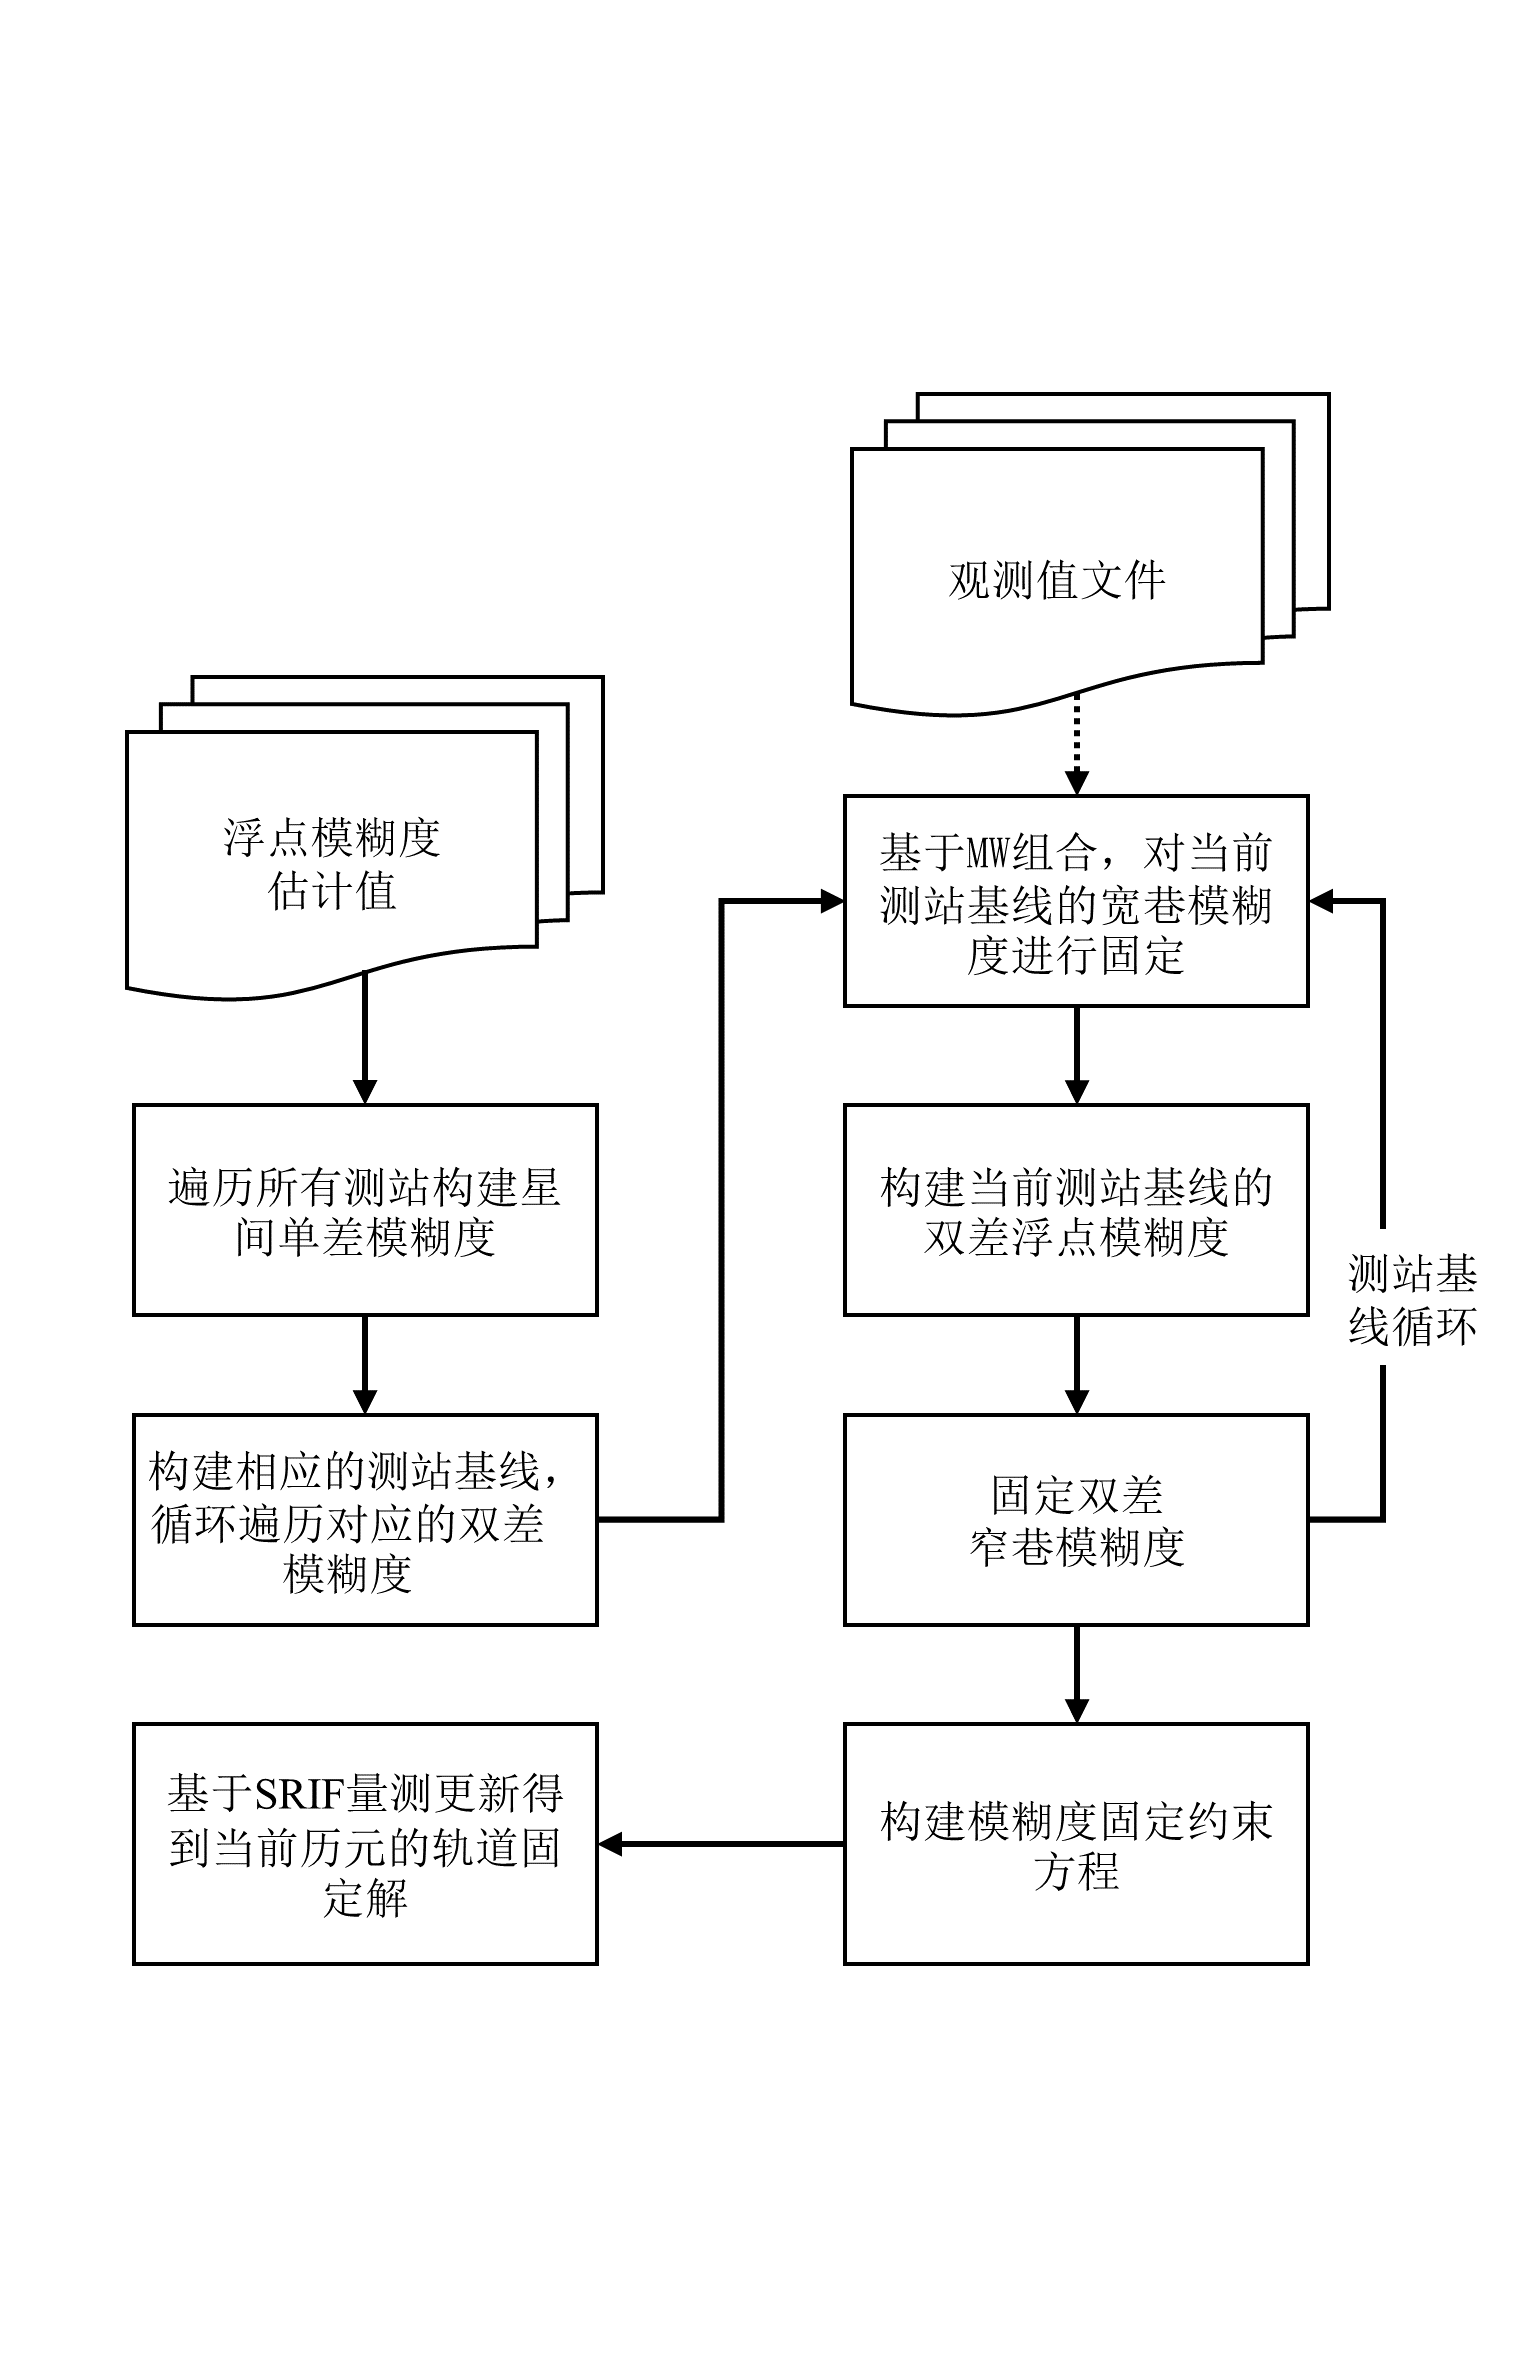 观测值文件
浮点模糊度
估计值
基于MW组合，对当前
测站基线的宽巷模糊
度进行固定
遍历所有测站构建星
间单差模糊度
构建当前测站基线的
双差浮点模糊度
测站基
线循环
构建相应的测站基线，
循环遍历对应的双差
模糊度
固定双差
窄巷模糊度
基于SRIF量测更新得
到当前历元的轨道固
定解
构建模糊度固定约束
方程